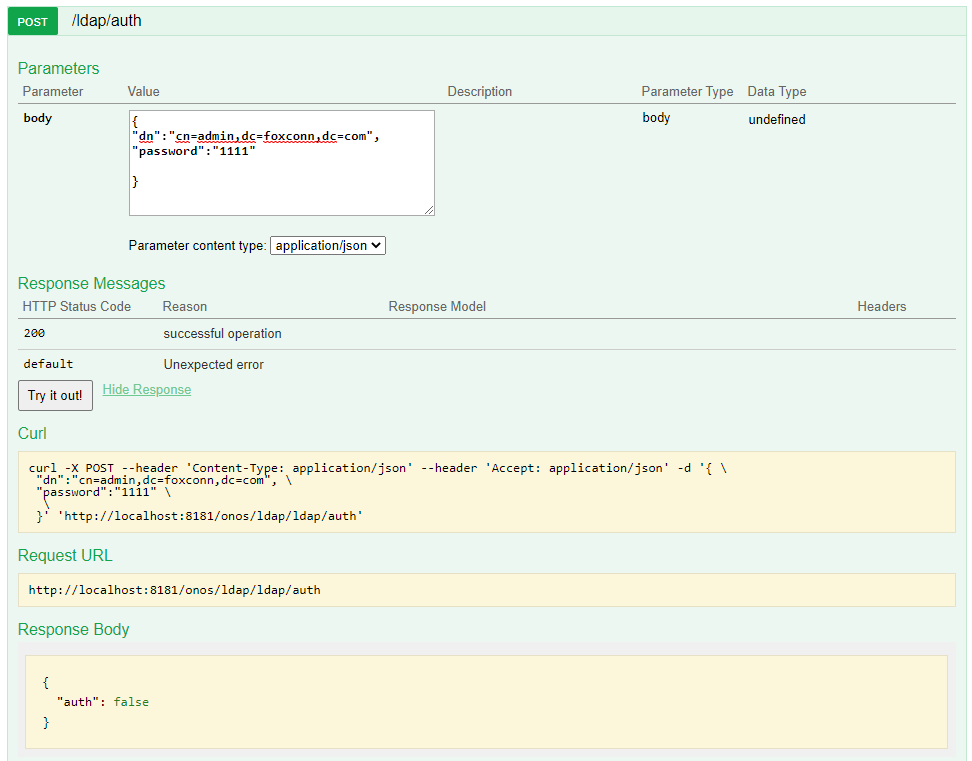 POST /ldap/auth
Parameters
Parameter Value Description Parameter Type Data Type
body
{
"dn":"cn=admin,dc=foxconn,dc=com",
"password":"1111"
}
body undefined
Parameter content type: application/json
Response Messages
HTTP Status Code Reason Response Model Headers
200 successful operation
default Unexpected error
Try it out! Hide Response
Curl
curl -X POST --header 'Content-Type: application/json' --header 'Accept: application/json' -d '{ \
"dn":"cn=admin,dc=foxconn,dc=com", \
"password":"1111" \
\
}' 'http://localhost:8181/onos/ldap/ldap/auth'
Request URL
http://localhost:8181/onos/ldap/ldap/auth
Response Body
{
"auth": false
}